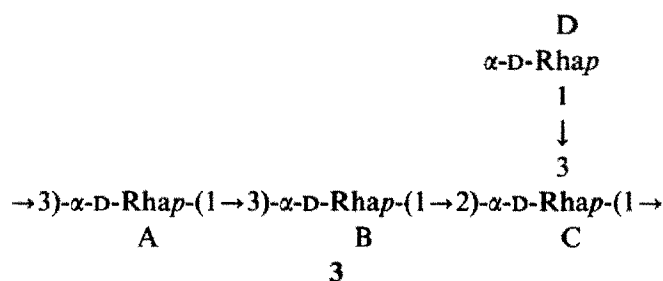 D
α-D-Rhap
1
↓
3
→3)-α-D-Rhap-(1→3)-α-D-Rhap-(1→2)-α-D-Rhap-(1→
A B C
3